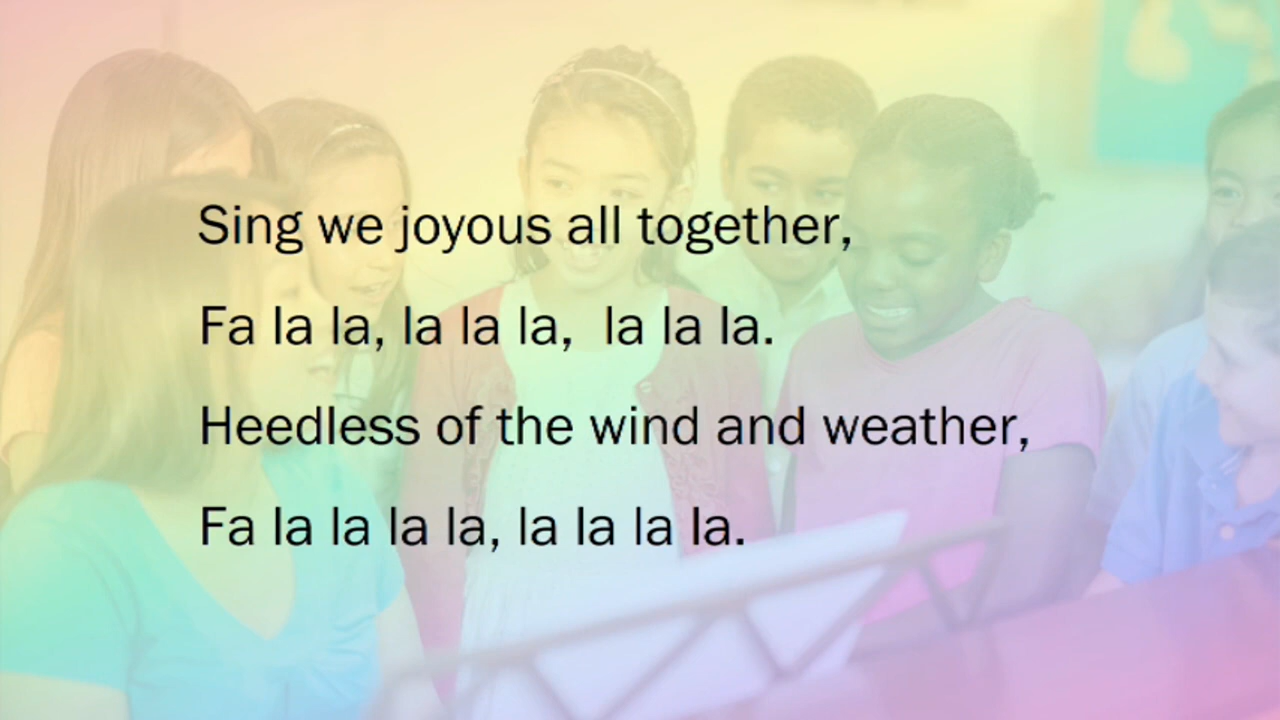 Sing we joyous all together,
Fa la la, la la la,  la la la.
Heedless of the wind and weather,
Fa la la la la, la la la la.